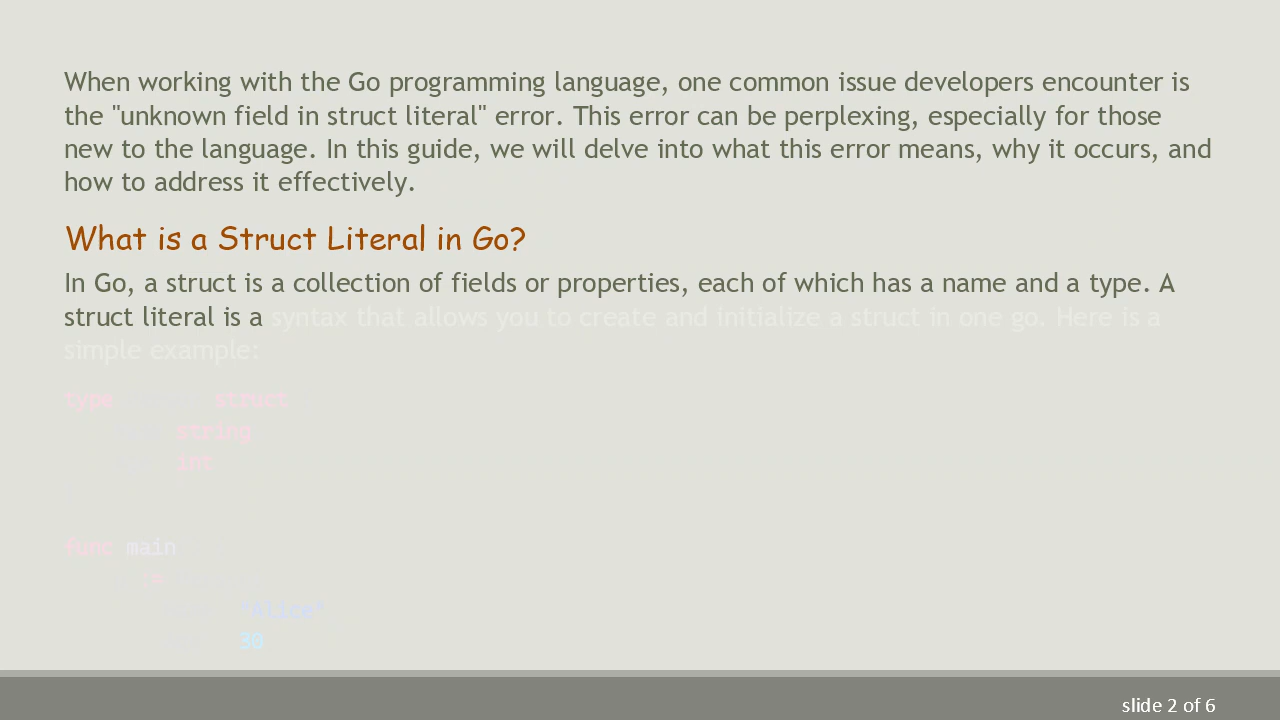 When working with the Go programming language, one common issue developers encounter is
the "unknown field in struct literal" error. This error can be perplexing, especially for those
new to the language. In this guide, we will delve into what this error means, why it occurs, and
how to address it effectively.
What is a Struct Literal in Go?
In Go, a struct is a collection of fields or properties, each of which has a name and a type. A
struct literal is a syntax that allows you to create and initialize a struct in one go. Here is a
simple example:
type struct
string
int
func main
:=
"Alice"
30
slide 2 of 6